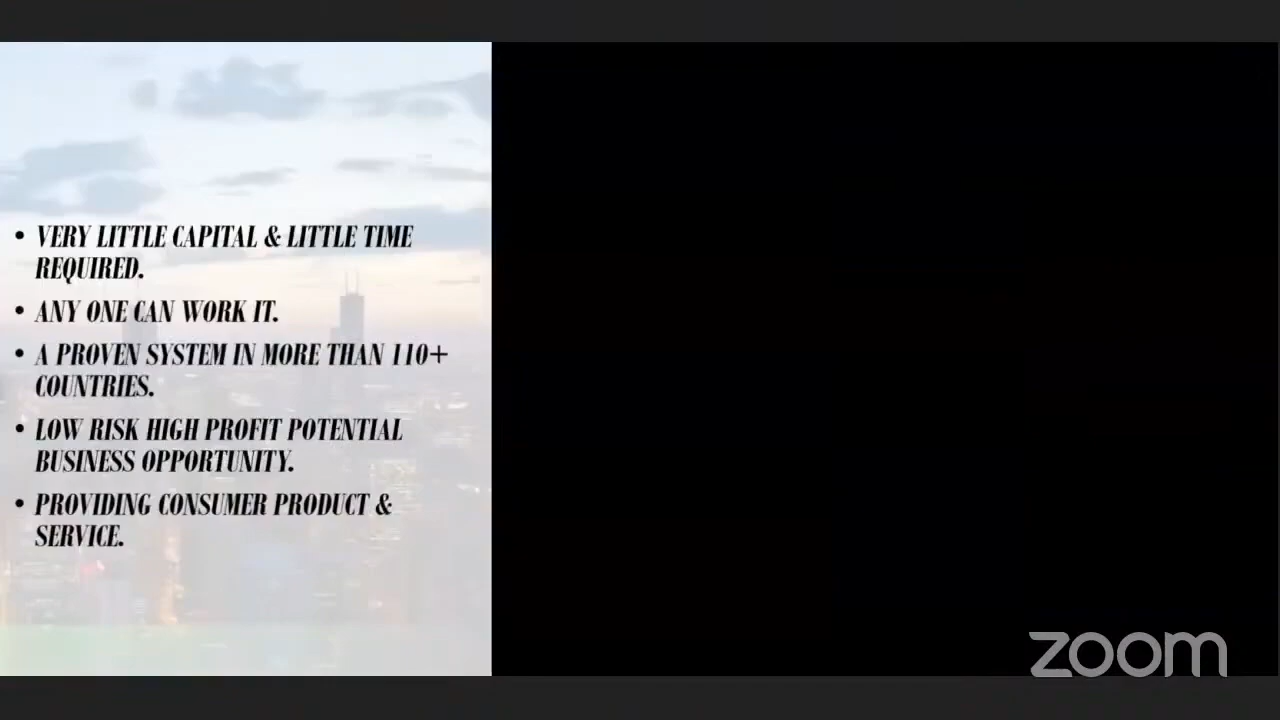 • VERY LITTLE CAPITAL & LITTLE TIME
REQUIRED.
• ANY ONE CAN WORK IT.
• A PROVEN SYSTEM IN MORE THAN 110+
COUNTRIES.
• LOW RISK HIGH PROFIT POTENTIAL
BUSINESS OPPORTUNITY.
• PROVIDING CONSUMER PRODUCT &
SERVICE.
zoom